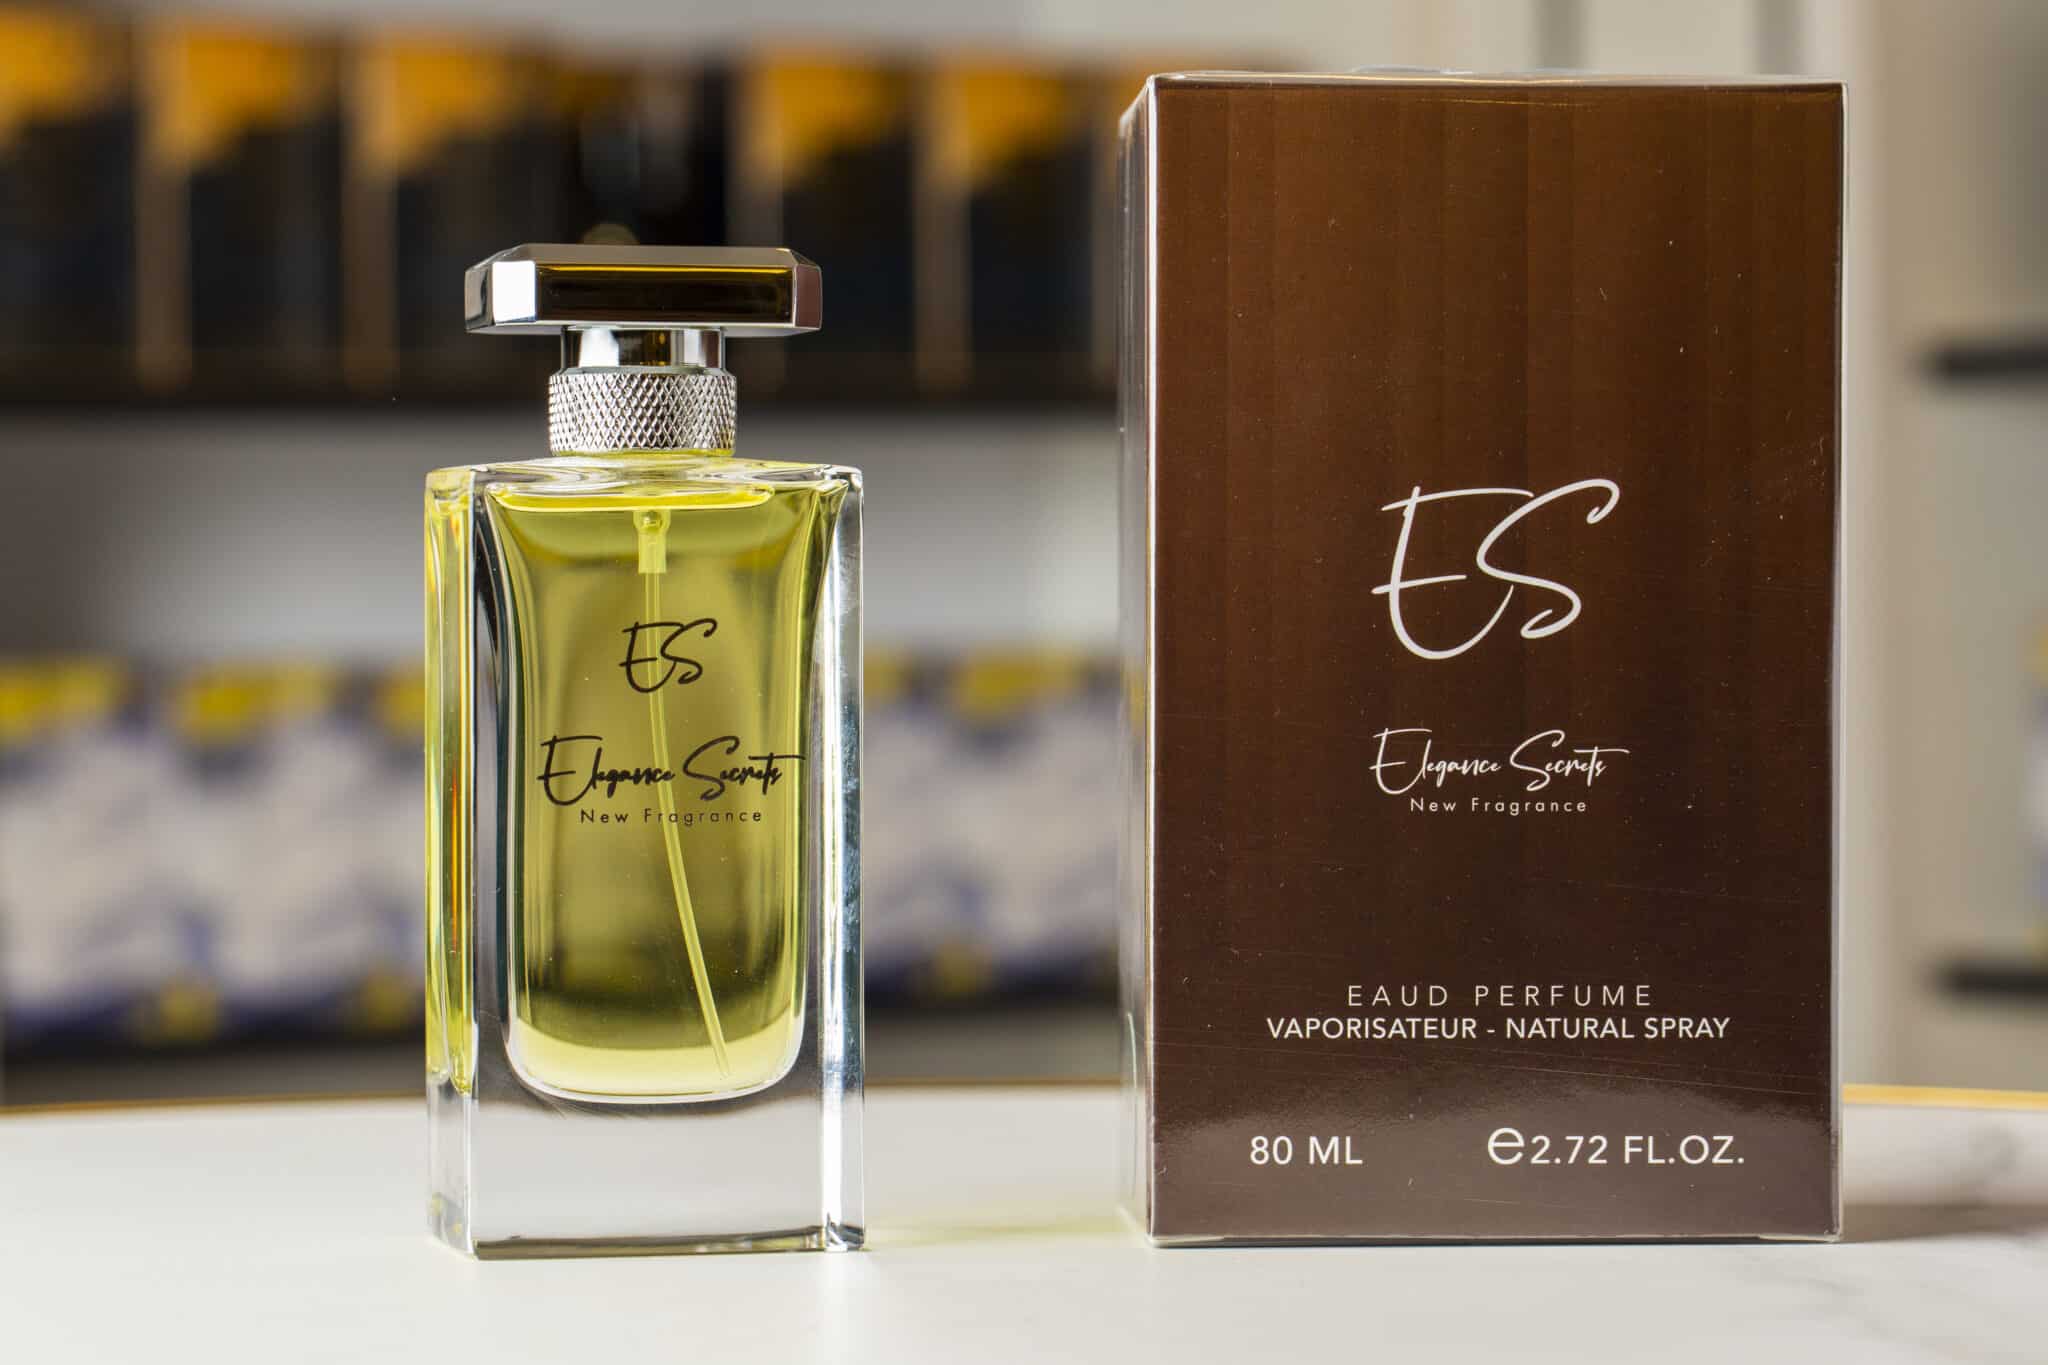 ES
Elegance Secrets
New Fragrance
ES
Elegance Secrets
New Fragrance
EAUD PERFUME
VAPORISATEUR - NATURAL SPRAY
80 ML e2.72 FL.OZ.